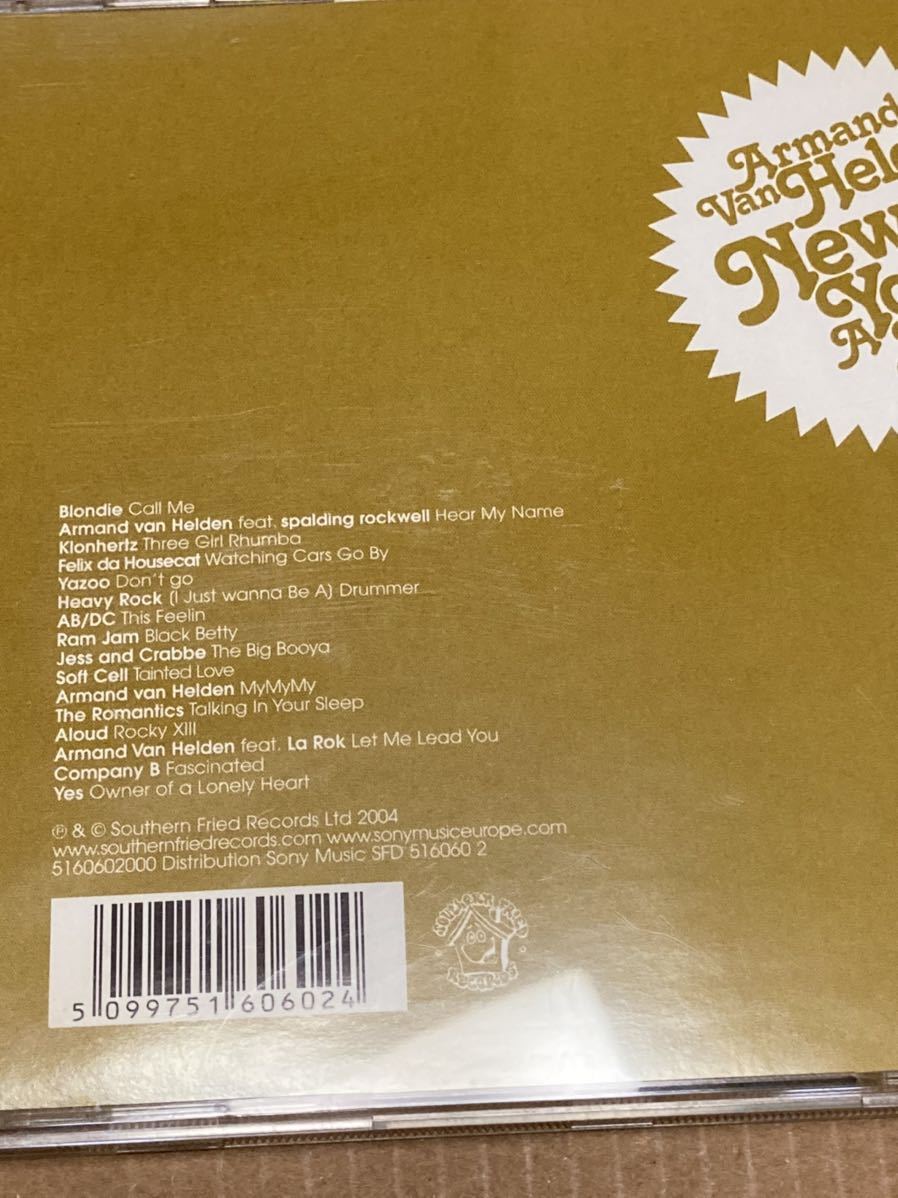 Armand
Van
New
A
Blondie Call Me
Armand van Helden feat. spalding rockwell Hear My Name
Klonhertz Three Girl Rhumba
Felix da Housecat Watching Cars Go By
Yazoo Don't go
Heavy Rock (I Just wanna Be A) Drummer
AB/DC This Feelin
Ram Jam Black Betty
Jess and Crabbe The Big Booya
Soft Cell Tainted Love
Armand van Helden MyMyMy
The Romantics Talking In Your Sleep
Aloud Rocky XIII
Armand Van Helden feat. La Rok Let Me Lead You
Company B Fascinated
Yes Owner of a Lonely Heart
℗ & © Southern Fried Records Ltd 2004
www.southernfriedrecords.com www.sonymusiceurope.com
5160602000 Distribution Sony Music SFD 516060 2
SOUTHERN FRIED
RECORDS
5 099751 606024